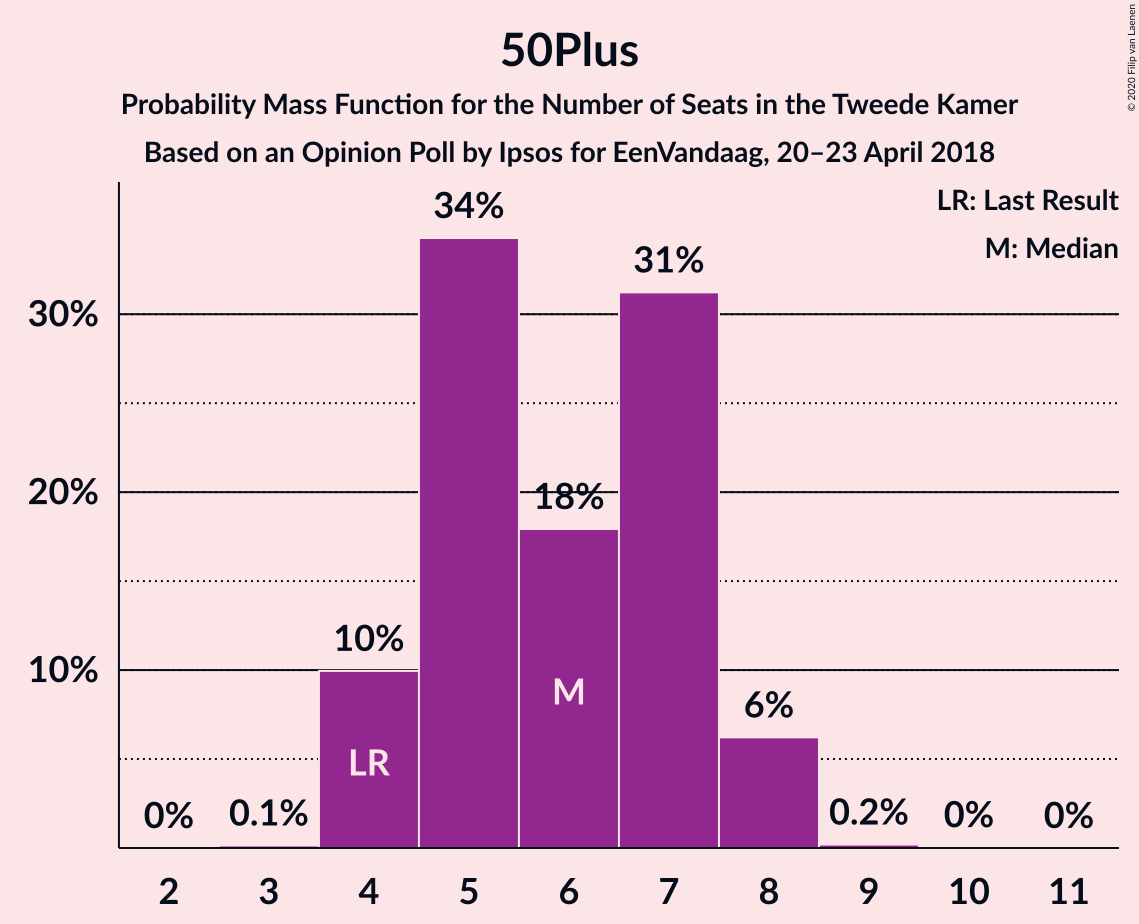 50Plus
Probability Mass Function for the Number of Seats in the Tweede Kamer
Based on an Opinion Poll by Ipsos for EenVandaag, 20–23 April 2018
© 2020 Filip van Laenen
LR: Last Result
M: Median
34%
31%
30%
20%
18%
10%
10%
M
6%
LR
0%
0.1%
0.2%
0%
0%
2 3 4 5 6 7 8 9 10 11